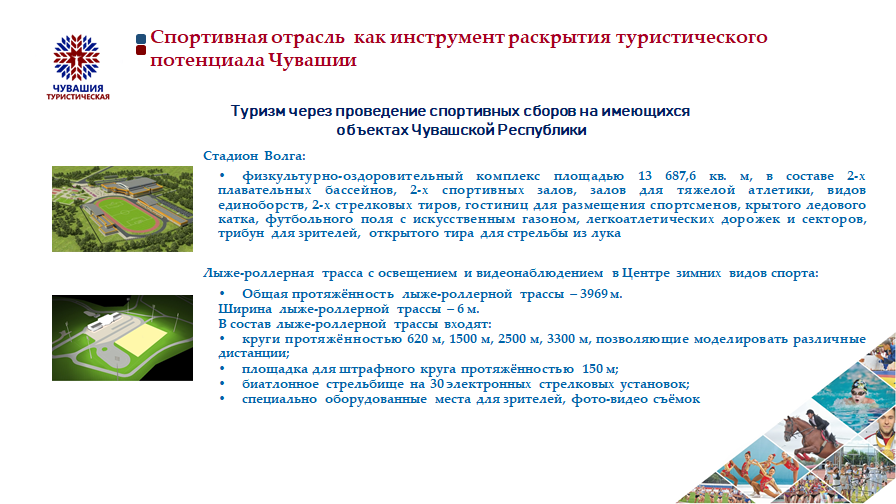 Спортивная отрасль как инструмент раскрытия туристического
потенциала Чувашии
ЧУВАШИЯ
ТУРИСТИЧЕСКАЯ
Туризм через проведение спортивных сборов на имеющихся
объектах Чувашской Республики
Стадион Волга:
• физкультурно-оздоровительный комплекс площадью 13 687,6 кв. м, в составе 2-х
плавательных бассейнов, 2-х спортивных залов, залов для тяжелой атлетики, видов
единоборств, 2-х стрелковых тиров, гостиниц для размещения спортсменов, крытого ледового
катка, футбольного поля с искусственным газоном, легкоатлетических дорожек и секторов,
трибун для зрителей, открытого тира для стрельбы из лука
Лыже-роллерная трасса с освещением и видеонаблюдением в Центре зимних видов спорта:
• Общая протяжённость лыже-роллерной трассы – 3969 м.
Ширина лыже-роллерной трассы – 6 м.
В состав лыже-роллерной трассы входят:
• круги протяжённостью 620 м, 1500 м, 2500 м, 3300 м, позволяющие моделировать различные
дистанции;
• площадка для штрафного круга протяжённостью 150 м;
• биатлонное стрельбище на 30 электронных стрелковых установок;
• специально оборудованные места для зрителей, фото-видео съёмок